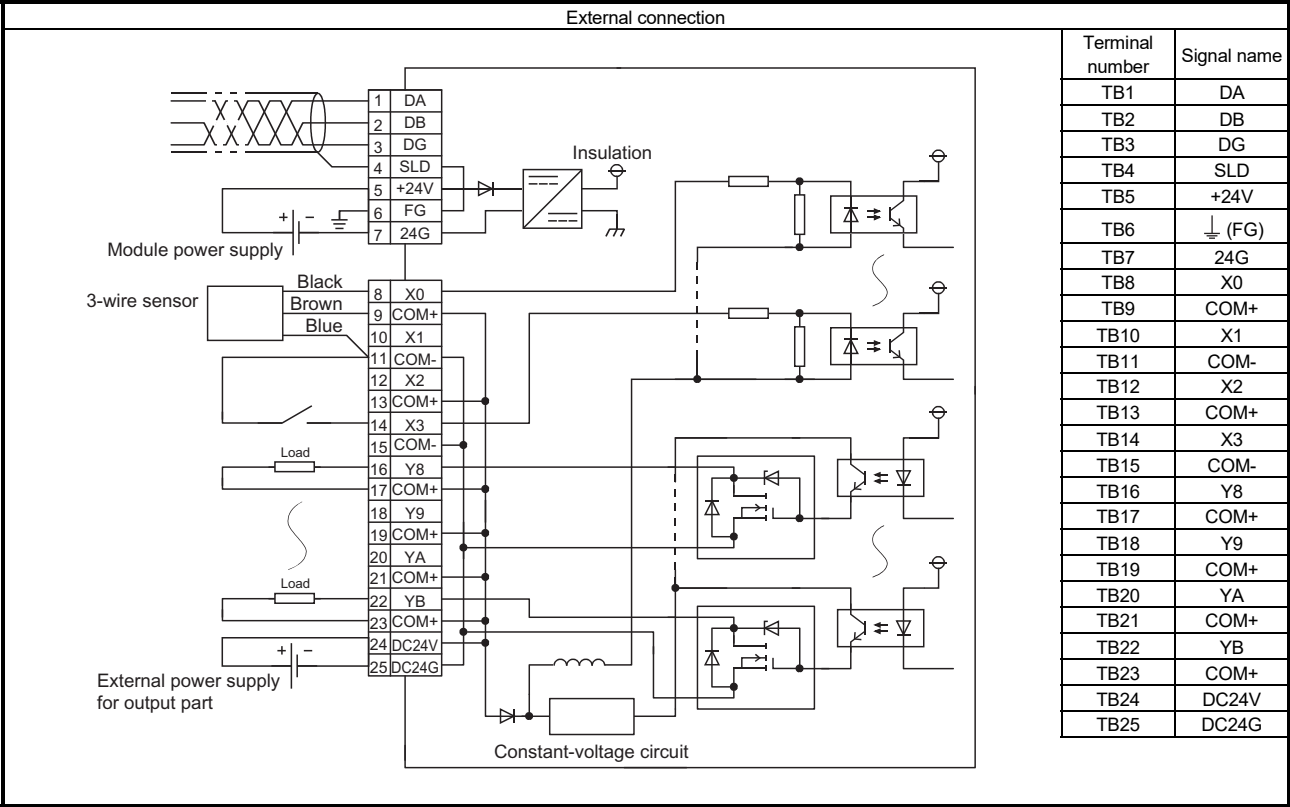 External connection
1 DA
2 DB
3 DG
4 SLD
5 +24V
6 FG
7 24G
Insulation
+ −
Module power supply
3-wire sensor
Black
Brown
Blue
8 X0
9 COM+
10 X1
11 COM-
12 X2
13 COM+
14 X3
15 COM-
16 Y8
17 COM+
18 Y9
19 COM+
20 YA
21 COM+
22 YB
23 COM+
24 DC24V
25 DC24G
Load
Load
+ −
External power supply
for output part
Constant-voltage circuit
Terminal
number
Signal name
TB1 DA
TB2 DB
TB3 DG
TB4 SLD
TB5 +24V
TB6 (FG)
TB7 24G
TB8 X0
TB9 COM+
TB10 X1
TB11 COM-
TB12 X2
TB13 COM+
TB14 X3
TB15 COM-
TB16 Y8
TB17 COM+
TB18 Y9
TB19 COM+
TB20 YA
TB21 COM+
TB22 YB
TB23 COM+
TB24 DC24V
TB25 DC24G